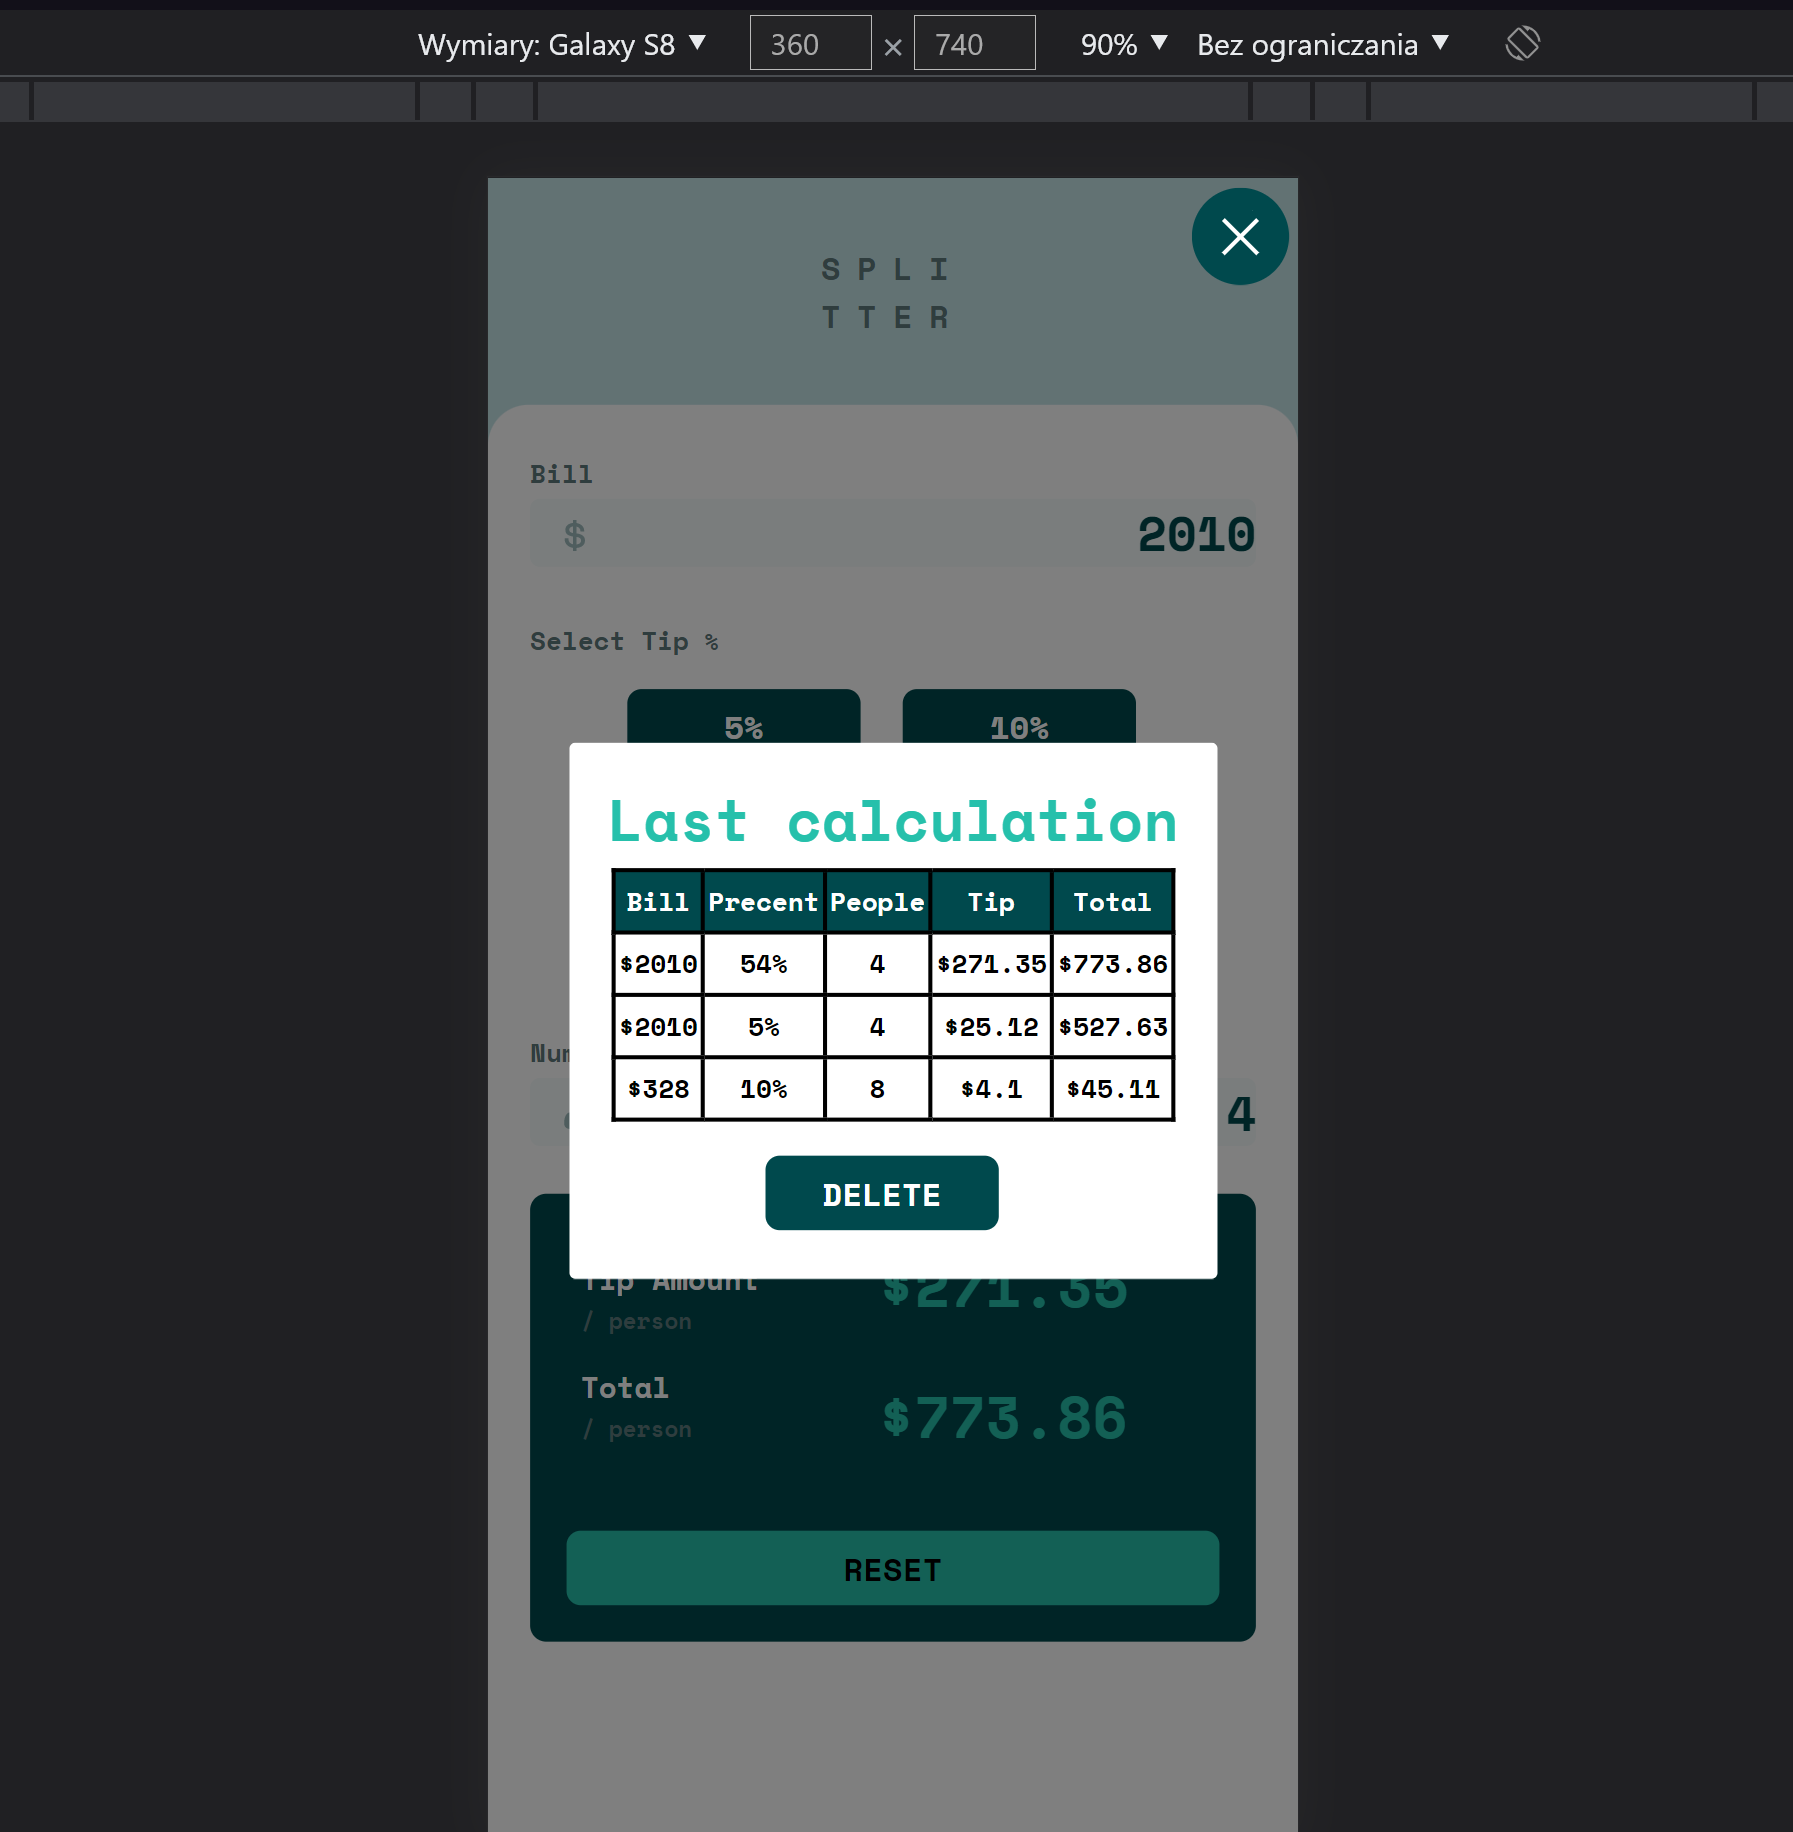 Wymiary: Galaxy S8 ▼ 360 × 740 90% ▼ Bez ograniczania ▼
S P L I
T T E R
Bill
$ 2010
Select Tip %
5% 10%
Last calculation
Bill Precent People Tip Total
$2010 54% 4 $271.35 $773.86
$2010 5% 4 $25.12 $527.63
$328 10% 8 $4.1 $45.11
4
DELETE
Tip Amount $271.35
/ person
Total $773.86
/ person
RESET